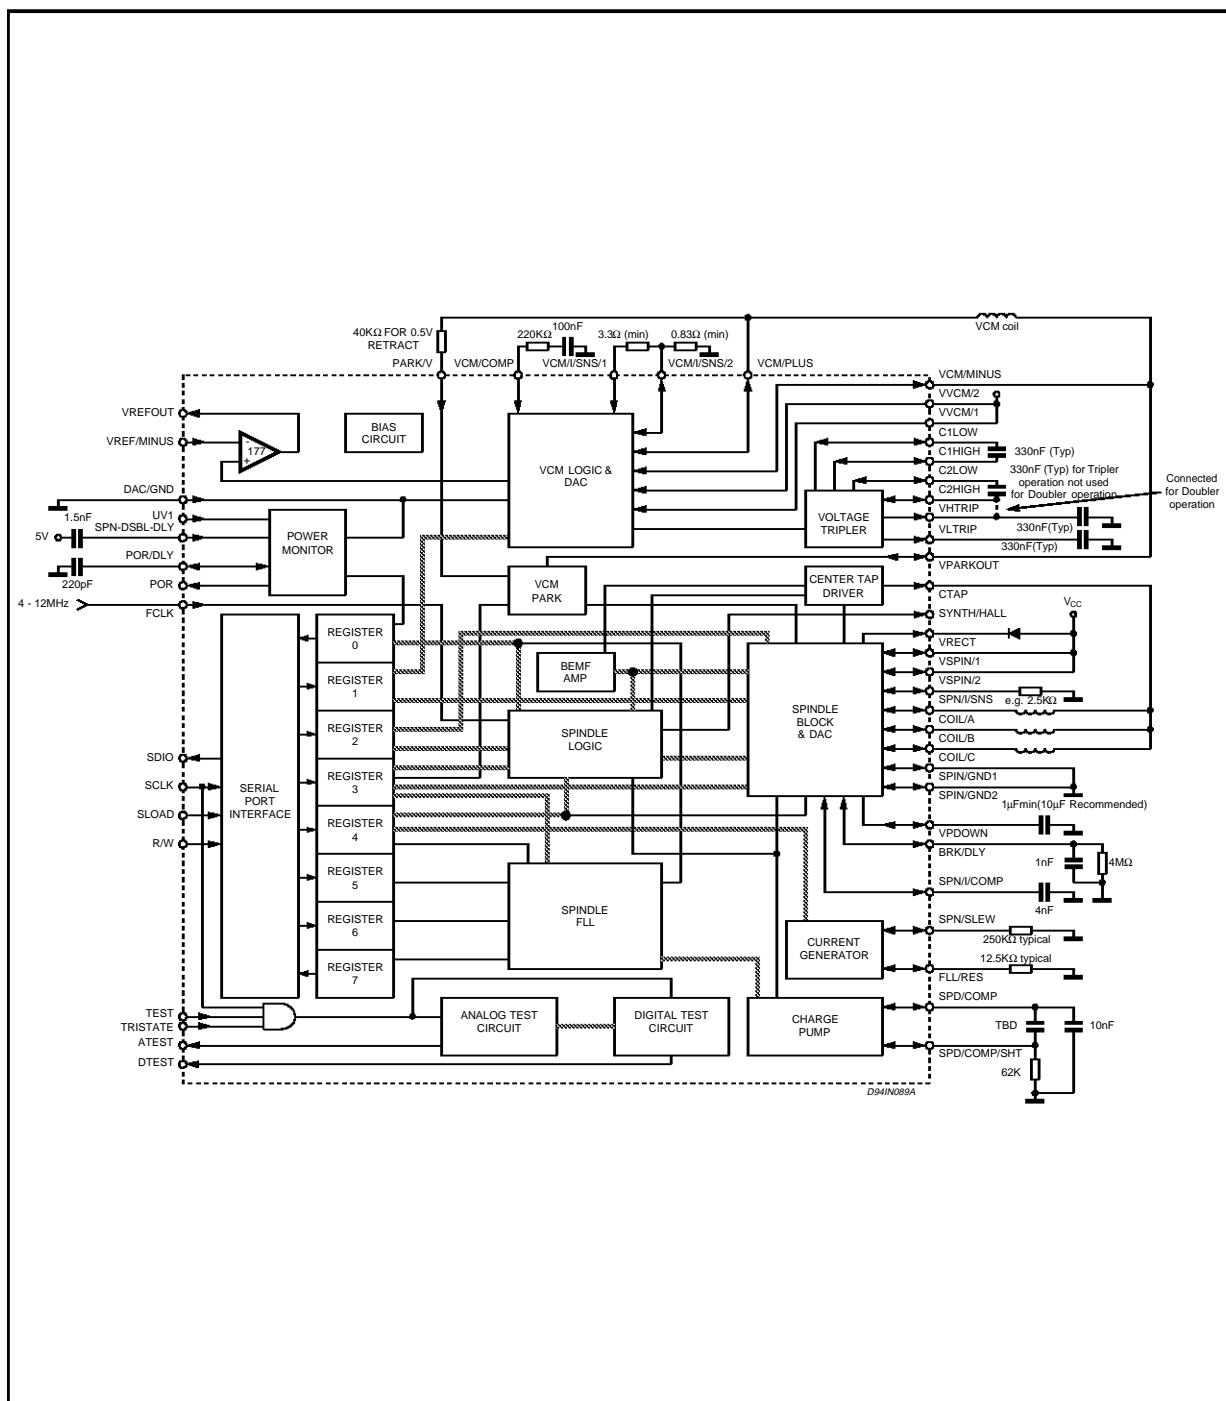 40KΩ FOR 0.5V
RETRACT
PARK/V
VCM/COMP
220KΩ
100nF
VCM/I/SNS/1
3.3Ω (min)
0.83Ω (min)
VCM/I/SNS/2
VCM/PLUS
VCM coil
VREFOUT
VREF/MINUS
DAC/GND
1.5nF
UV1
SPN-DSBL-DLY
5V
POR/DLY
220pF
POR
4 - 12MHz
FCLK
SDIO
SCLK
SLOAD
R/W
TEST
TRISTATE
ATEST
DTEST
-
177
+
BIAS
CIRCUIT
VCM LOGIC &
DAC
POWER
MONITOR
VOLTAGE
TRIPLER
VCM
PARK
CENTER TAP
DRIVER
REGISTER
0
REGISTER
1
REGISTER
2
REGISTER
3
REGISTER
4
REGISTER
5
REGISTER
6
REGISTER
7
SERIAL
PORT
INTERFACE
BEMF
AMP
SPINDLE
LOGIC
SPINDLE
BLOCK
& DAC
SPINDLE
FLL
CURRENT
GENERATOR
ANALOG TEST
CIRCUIT
DIGITAL TEST
CIRCUIT
CHARGE
PUMP
VCM/MINUS
VVCM/2
VVCM/1
C1LOW
C1HIGH
330nF (Typ)
C2LOW
330nF (Typ) for Tripler
operation not used
for Doubler operation
C2HIGH
Connected
for Doubler
operation
VHTRIP
330nF(Typ)
VLTRIP
330nF(Typ)
VPARKOUT
CTAP
SYNTH/HALL
VCC
VRECT
VSPIN/1
VSPIN/2
SPN/I/SNS
e.g. 2.5KΩ
COIL/A
COIL/B
COIL/C
SPIN/GND1
SPIN/GND2
1µFmin(10µF Recommended)
VPDOWN
BRK/DLY
1nF
4MΩ
SPN/I/COMP
4nF
SPN/SLEW
250KΩ typical
12.5KΩ typical
FLL/RES
SPD/COMP
TBD
10nF
SPD/COMP/SHT
62K
D94IN089A